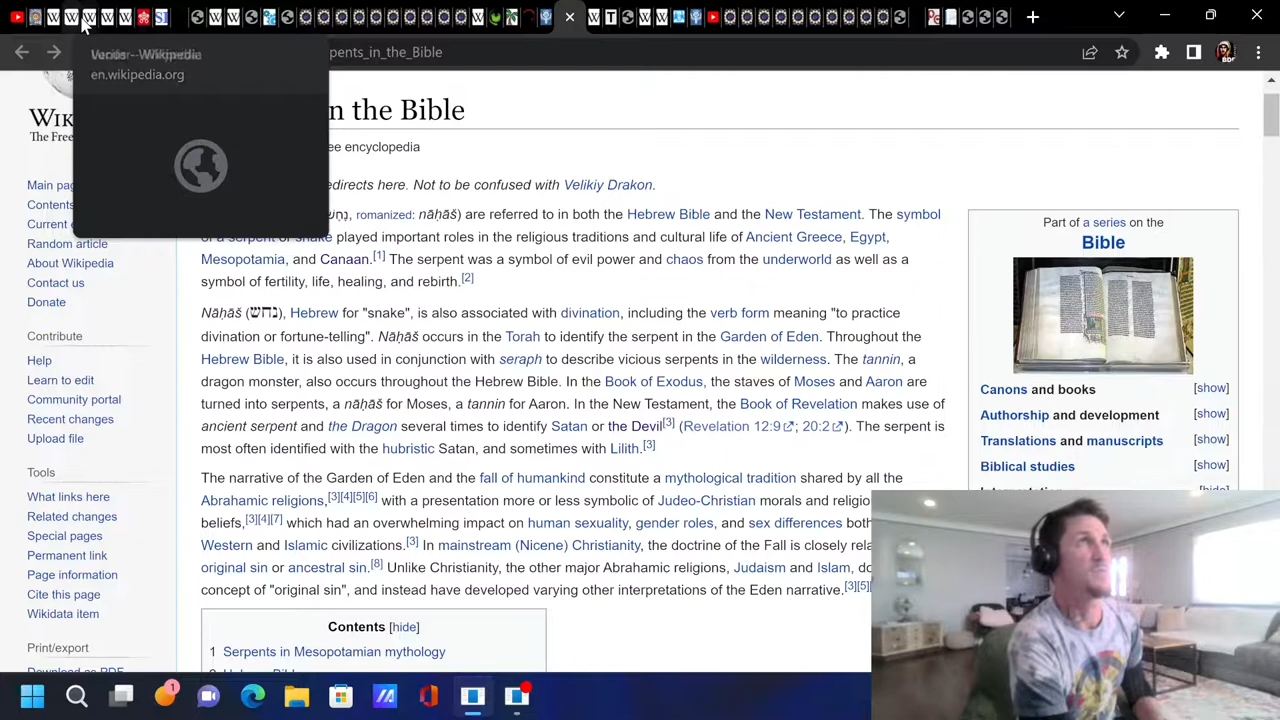 en.wikipedia.org
pents_in_the_Bible
n the Bible
ee encyclopedia
edirects here. Not to be confused with Velikiy Drakon.
נָחָשׁ, romanized: nāḥāš) are referred to in both the Hebrew Bible and the New Testament. The symbol
of a serpent or snake played important roles in the religious traditions and cultural life of Ancient Greece, Egypt,
Mesopotamia, and Canaan.[1] The serpent was a symbol of evil power and chaos from the underworld as well as a
symbol of fertility, life, healing, and rebirth.[2]
Nāḥāš (נחש), Hebrew for "snake", is also associated with divination, including the verb form meaning "to practice
divination or fortune-telling". Nāḥāš occurs in the Torah to identify the serpent in the Garden of Eden. Throughout the
Hebrew Bible, it is also used in conjunction with seraph to describe vicious serpents in the wilderness. The tannin, a
dragon monster, also occurs throughout the Hebrew Bible. In the Book of Exodus, the staves of Moses and Aaron are
turned into serpents, a nāḥāš for Moses, a tannin for Aaron. In the New Testament, the Book of Revelation makes use of
ancient serpent and the Dragon several times to identify Satan or the Devil[3] (Revelation 12:9; 20:2). The serpent is
most often identified with the hubristic Satan, and sometimes with Lilith.[3]
The narrative of the Garden of Eden and the fall of humankind constitute a mythological tradition shared by all the
Abrahamic religions,[3][4][5][6] with a presentation more or less symbolic of Judeo-Christian morals and religio
beliefs,[3][4][7] which had an overwhelming impact on human sexuality, gender roles, and sex differences bot
Western and Islamic civilizations.[3] In mainstream (Nicene) Christianity, the doctrine of the Fall is closely rela
original sin or ancestral sin.[8] Unlike Christianity, the other major Abrahamic religions, Judaism and Islam, do
concept of "original sin", and instead have developed varying other interpretations of the Eden narrative.[3][5]
Contents [hide]
1 Serpents in Mesopotamian mythology
Wik
The Free
Main pag
Contents
Current e
Random article
About Wikipedia
Contact us
Donate
Contribute
Help
Learn to edit
Community portal
Recent changes
Upload file
Tools
What links here
Related changes
Special pages
Permanent link
Page information
Cite this page
Wikidata item
Print/export
Download as PDF
Part of a series on the
Bible
Canons and books [show]
Authorship and development [show]
Translations and manuscripts [show]
Biblical studies [show]
Interpretation [hide]
1